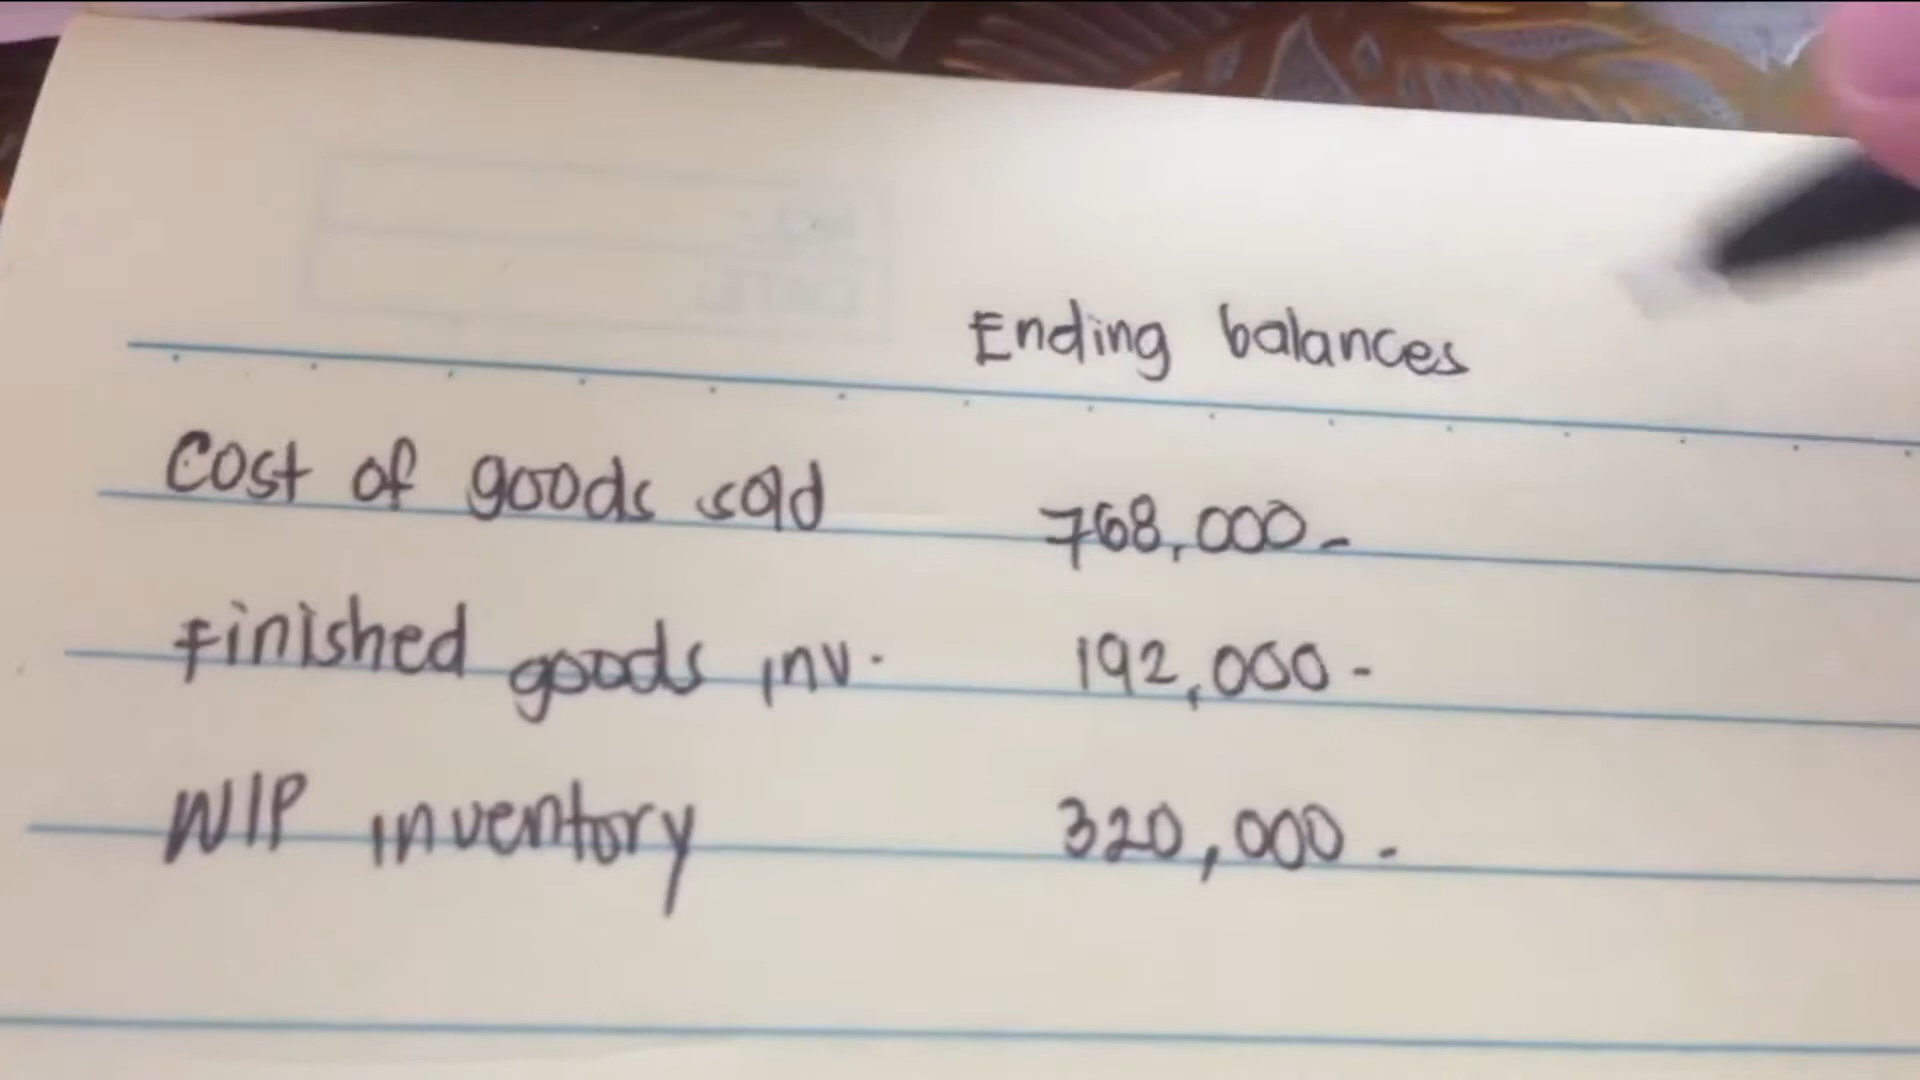 Ending balances
Cost of goods sold 768,000-
Finished goods inv. 192,000-
WIP inventory 320,000-